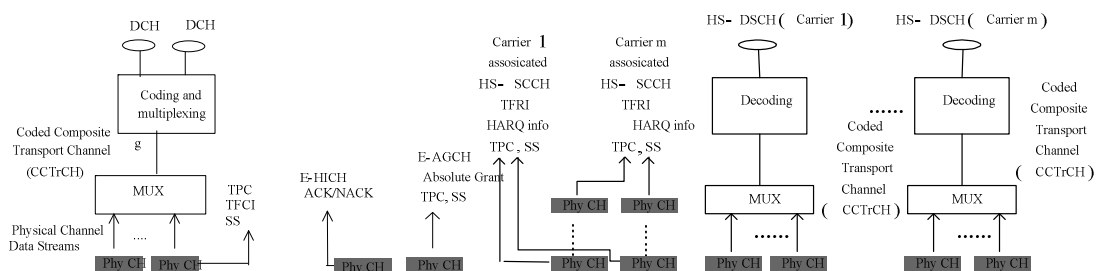 DCH
DCH
Coding and
multiplexing
g
Coded Composite
Transport Channel
(CCTrCH)
MUX
TPC
TFCI
SS
Physical Channel
Data Streams
....
Phy CH
Phy CH
E-HICH
ACK/NACK
Phy CH
E-AGCH
Absolute Grant
TPC, SS
Phy CH
Carrier 1
assosicated
HS- SCCH
TFRI
HARQ info
TPC, SS
Carrier m
assosicated
HS- SCCH
TFRI
HARQ info
TPC, SS
Phy CH
Phy CH
Phy CH
Phy CH
HS- DSCH( Carrier 1)
Decoding
Coded
Composite
Transport
Channel
( CCTrCH)
MUX
......
Phy CH
Phy CH
......
HS- DSCH( Carrier m)
Decoding
Coded
Composite
Transport
Channel
( CCTrCH)
MUX
......
Phy CH
Phy CH